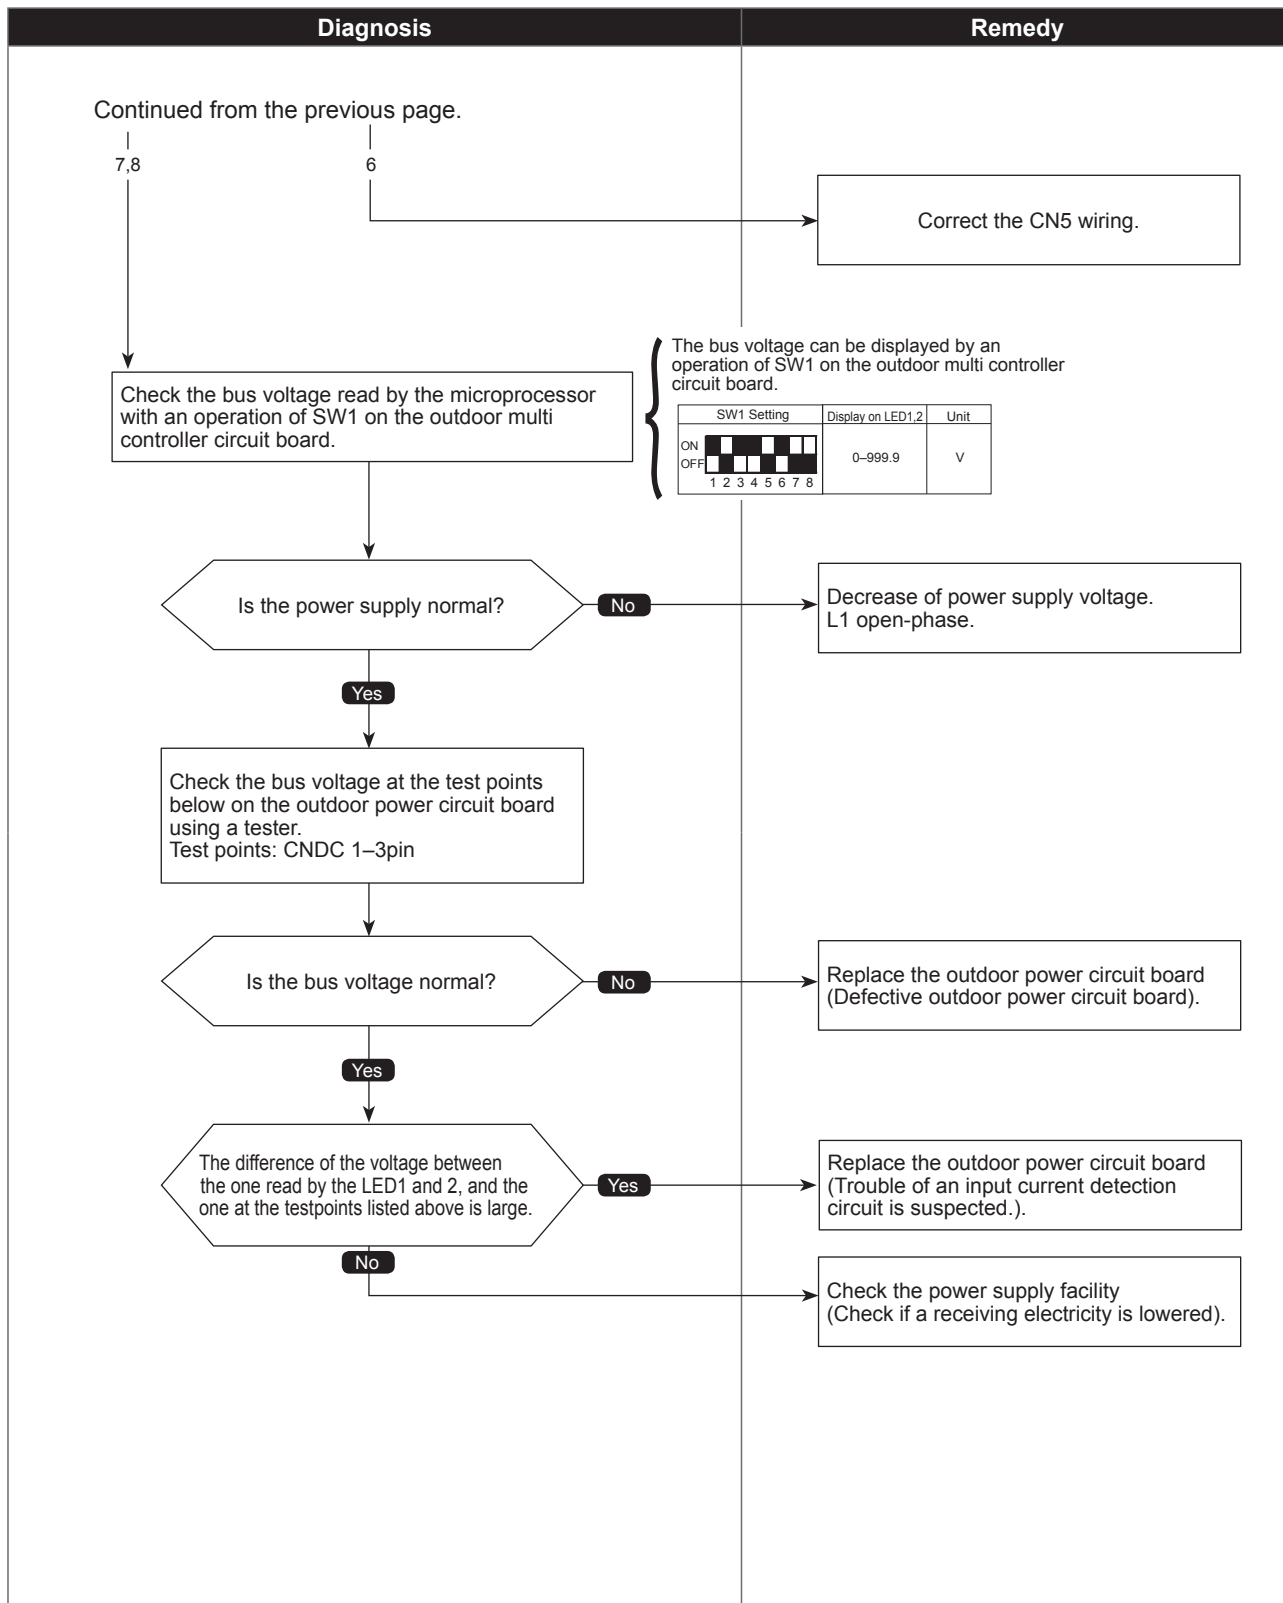 Diagnosis
Remedy
Continued from the previous page.
7,8
6
Correct the CN5 wiring.
Check the bus voltage read by the microprocessor
with an operation of SW1 on the outdoor multi
controller circuit board.
The bus voltage can be displayed by an
operation of SW1 on the outdoor multi controller
circuit board.
SW1 Setting
Display on LED1,2
Unit
ON
OFF
1 2 3 4 5 6 7 8
0–999.9
V
Is the power supply normal?
No
Decrease of power supply voltage.
L1 open-phase.
Yes
Check the bus voltage at the test points
below on the outdoor power circuit board
using a tester.
Test points: CNDC 1–3pin
Is the bus voltage normal?
No
Replace the outdoor power circuit board
(Defective outdoor power circuit board).
Yes
The difference of the voltage between
the one read by the LED1 and 2, and the
one at the testpoints listed above is large.
Yes
Replace the outdoor power circuit board
(Trouble of an input current detection
circuit is suspected.).
No
Check the power supply facility
(Check if a receiving electricity is lowered).